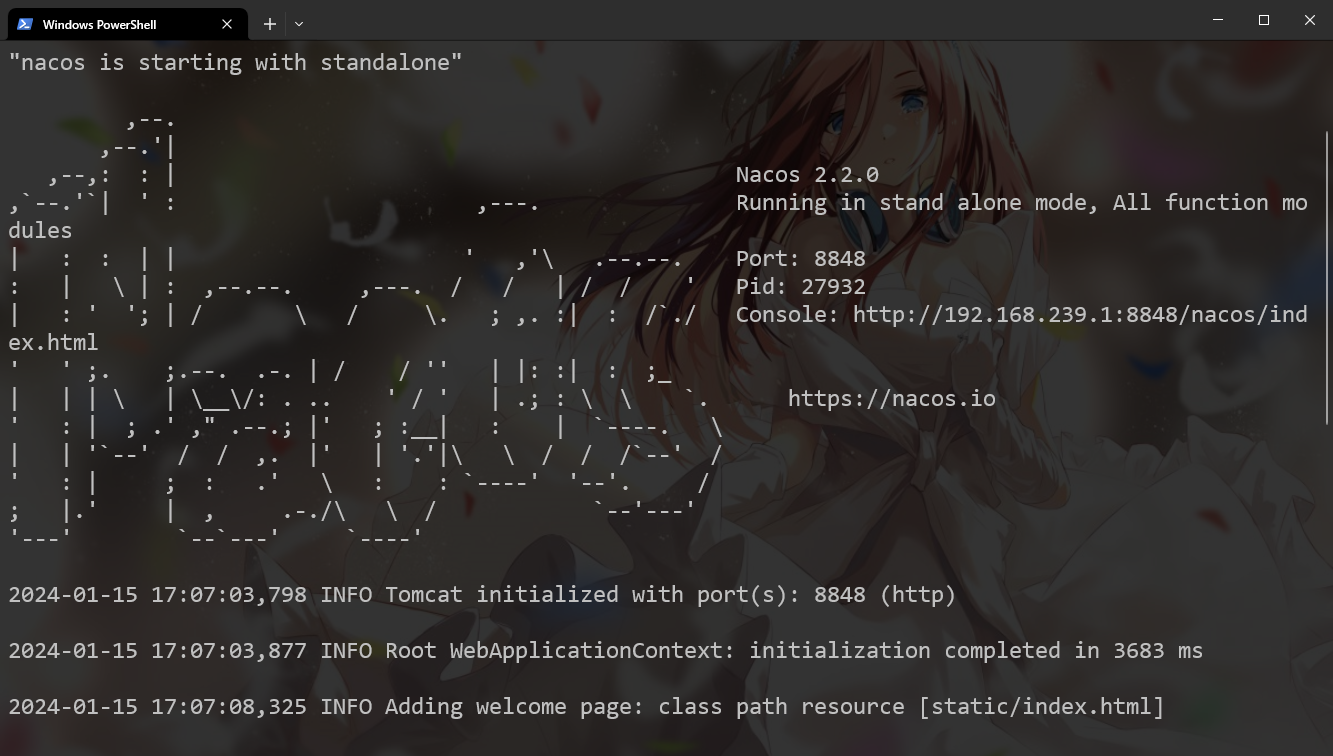 Windows PowerShell
"nacos is starting with standalone"
         ,--.
       ,--.'|
   ,--,:  : |                                           Nacos 2.2.0
,`--.'`|  ' :                       ,---.               Running in stand alone mode, All function mo
dules
|   :  :  | |                      '   ,'\   .--.--.    Port: 8848
:   |   \ | :  ,--.--.     ,---.  /   /   | /  /    '   Pid: 27932
|   : '  '; | /       \   /     \.   ; ,. :|  :  /`./   Console: http://192.168.239.1:8848/nacos/ind
ex.html
'   ' ;.    ;.--.  .-. | /    / ''   | |: :|  :  ;_
|   | | \   | \__\/: . ..    ' / '   | .; : \  \    `.      https://nacos.io
'   : |  ; .' ," .--.; |'   ; :__|   :    |  `----.   \
|   | '`--'  /  /  ,.  |'   | '.'|\   \  /  /  /`--'  /
'   : |     ;  :   .'   \   :    : `----'  '--'.     /
;   |.'     |  ,     .-./\   \  /            `--'---'
'---'        `--`---'     `----'
2024-01-15 17:07:03,798 INFO Tomcat initialized with port(s): 8848 (http)
2024-01-15 17:07:03,877 INFO Root WebApplicationContext: initialization completed in 3683 ms
2024-01-15 17:07:08,325 INFO Adding welcome page: class path resource [static/index.html]